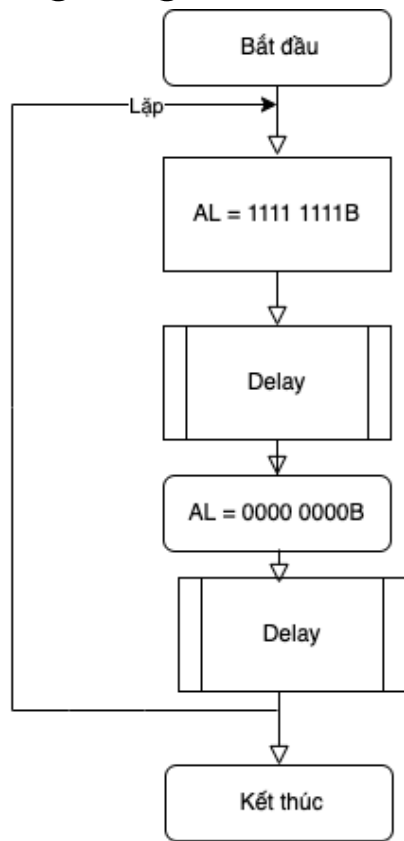 Bắt đầu
Lặp
AL = 1111 1111B
Delay
AL = 0000 0000B
Delay
Kết thúc